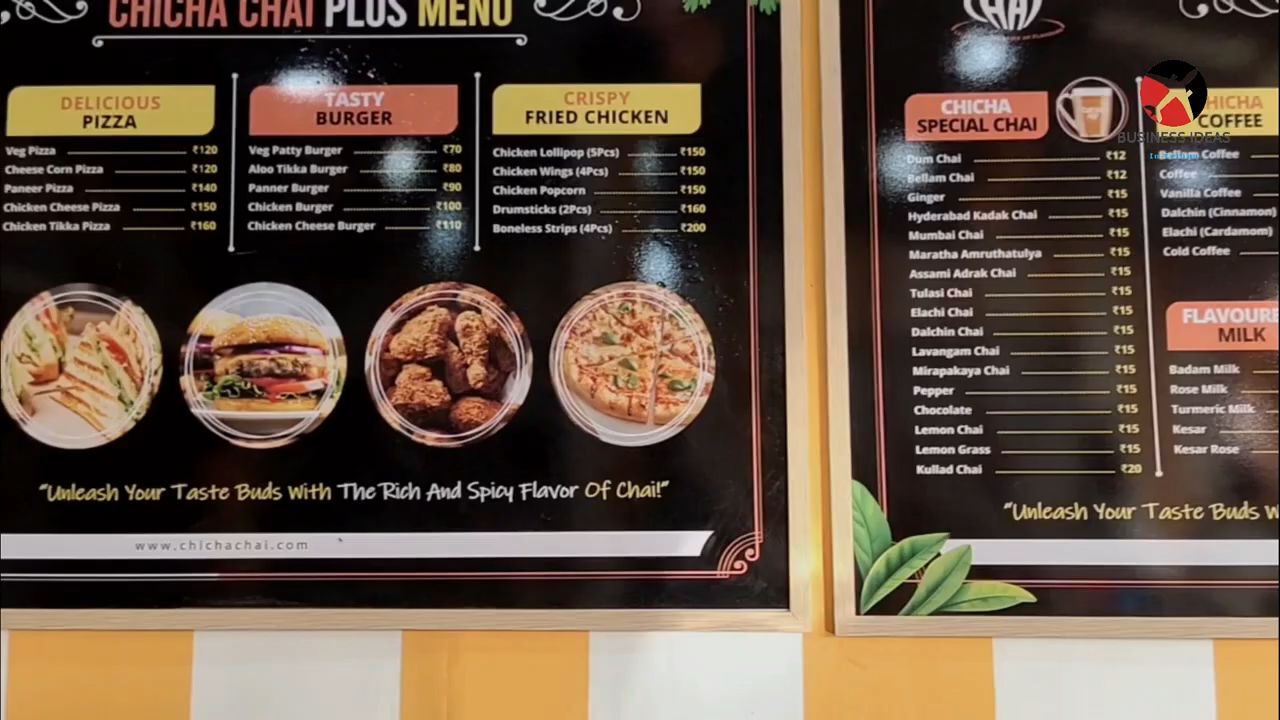 CHICHA CHAI PLUS MENU
DELICIOUS
PIZZA
Veg Pizza ₹120
Cheese Corn Pizza ₹120
Paneer Pizza ₹140
Chicken Cheese Pizza ₹150
Chicken Tikka Pizza ₹160
TASTY
BURGER
Veg Patty Burger ₹70
Aloo Tikka Burger ₹80
Panner Burger ₹90
Chicken Burger ₹100
Chicken Cheese Burger ₹110
CRISPY
FRIED CHICKEN
Chicken Lollipop (5Pcs) ₹150
Chicken Wings (4Pcs) ₹150
Chicken Popcorn ₹150
Drumsticks (2Pcs) ₹160
Boneless Strips (4Pcs) ₹200
"Unleash Your Taste Buds With The Rich And Spicy Flavor Of Chai!"
www.chichachai.com
CHAI
CHICHA
SPECIAL CHAI
Dum Chai ₹12
Bellam Chai ₹12
Ginger ₹15
Hyderabad Kadak Chai ₹15
Mumbai Chai ₹15
Maratha Amruthatulya ₹15
Assami Adrak Chai ₹15
Tulasi Chai ₹15
Elachi Chai ₹15
Dalchin Chai ₹15
Lavangam Chai ₹15
Mirapakaya Chai ₹15
Pepper ₹15
Chocolate ₹15
Lemon Chai ₹15
Lemon Grass ₹15
Kullad Chai ₹20
HICHA
COFFEE
Bellam Coffee
Coffee
Vanilla Coffee
Dalchin (Cinnamon)
Elachi (Cardamom)
Cold Coffee
FLAVOURE
MILK
Badam Milk
Rose Milk
Turmeric Milk
Kesar
Kesar Rose
"Unleash Your Taste Buds W
BUSINESS IDEAS